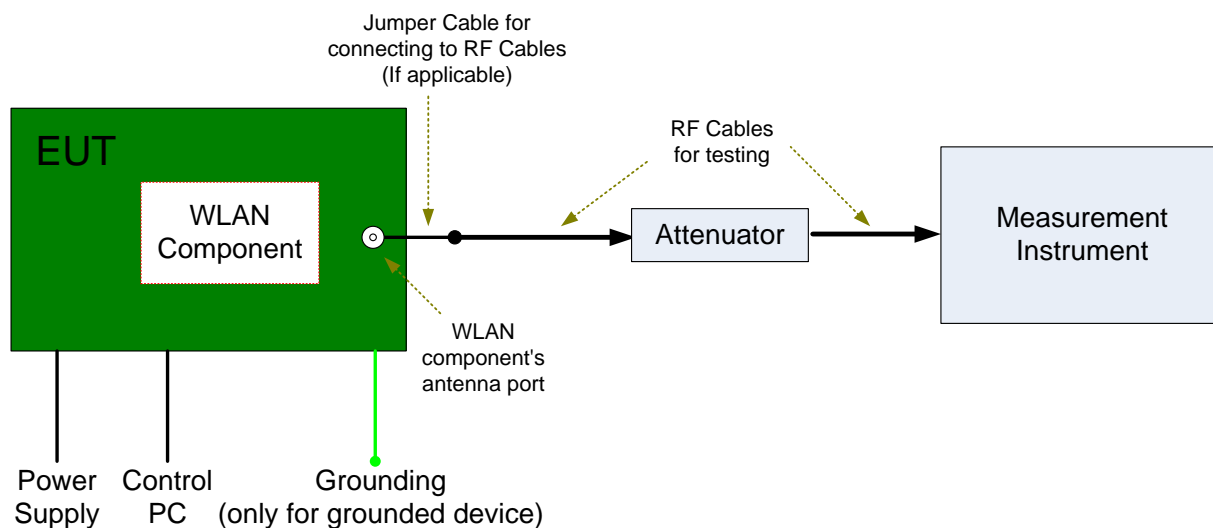 Jumper Cable for
connecting to RF Cables
(If applicable)
EUT
WLAN
Component
RF Cables
for testing
Attenuator
Measurement
Instrument
WLAN
component's
antenna port
Power
Supply
Control
PC
Grounding
(only for grounded device)